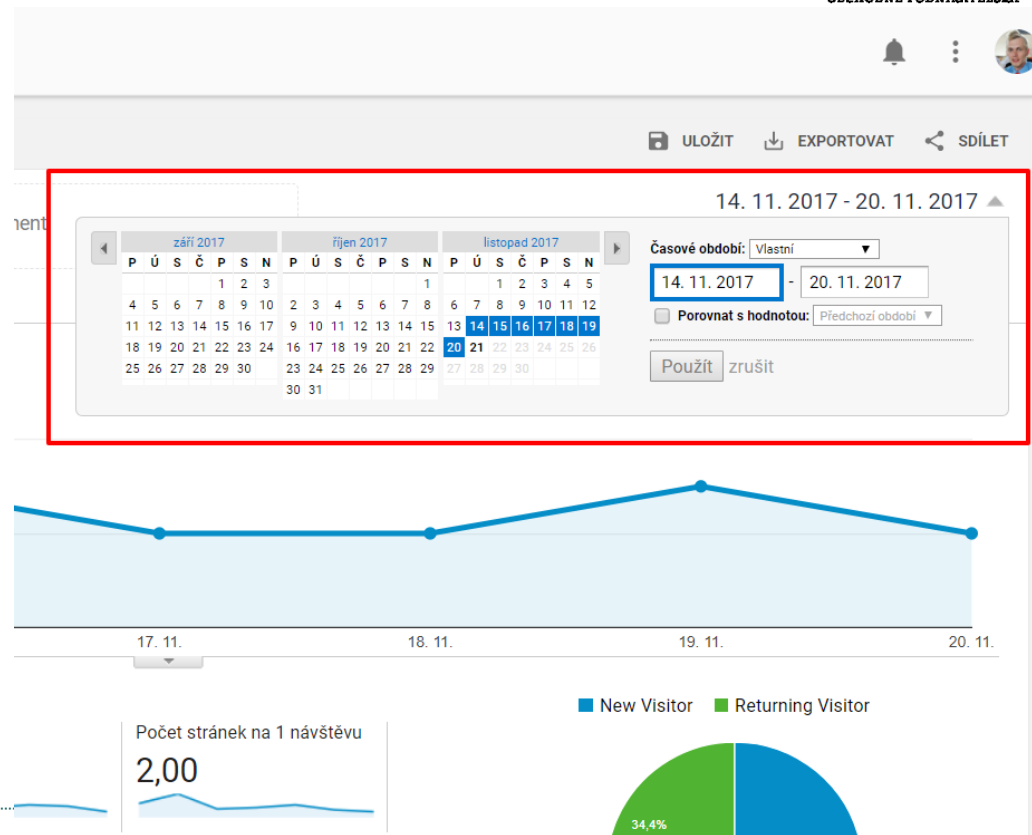 ULOŽIT EXPORTOVAT SDÍLET
14. 11. 2017 - 20. 11. 2017
ment
září 2017 říjen 2017 listopad 2017
P Ú S Č P S N P Ú S Č P S N P Ú S Č P S N
1 2 3 1 1 2 3 4 5
4 5 6 7 8 9 10 2 3 4 5 6 7 8 6 7 8 9 10 11 12
11 12 13 14 15 16 17 9 10 11 12 13 14 15 13 14 15 16 17 18 19
18 19 20 21 22 23 24 16 17 18 19 20 21 22 20 21 22 23 24 25 26
25 26 27 28 29 30 23 24 25 26 27 28 29 27 28 29 30
30 31
Časové období: Vlastní
14. 11. 2017 - 20. 11. 2017
Porovnat s hodnotou: Předchozí období
Použít zrušit
17. 11. 18. 11. 19. 11. 20. 11.
New Visitor Returning Visitor
Počet stránek na 1 návštěvu
2,00
34,4%